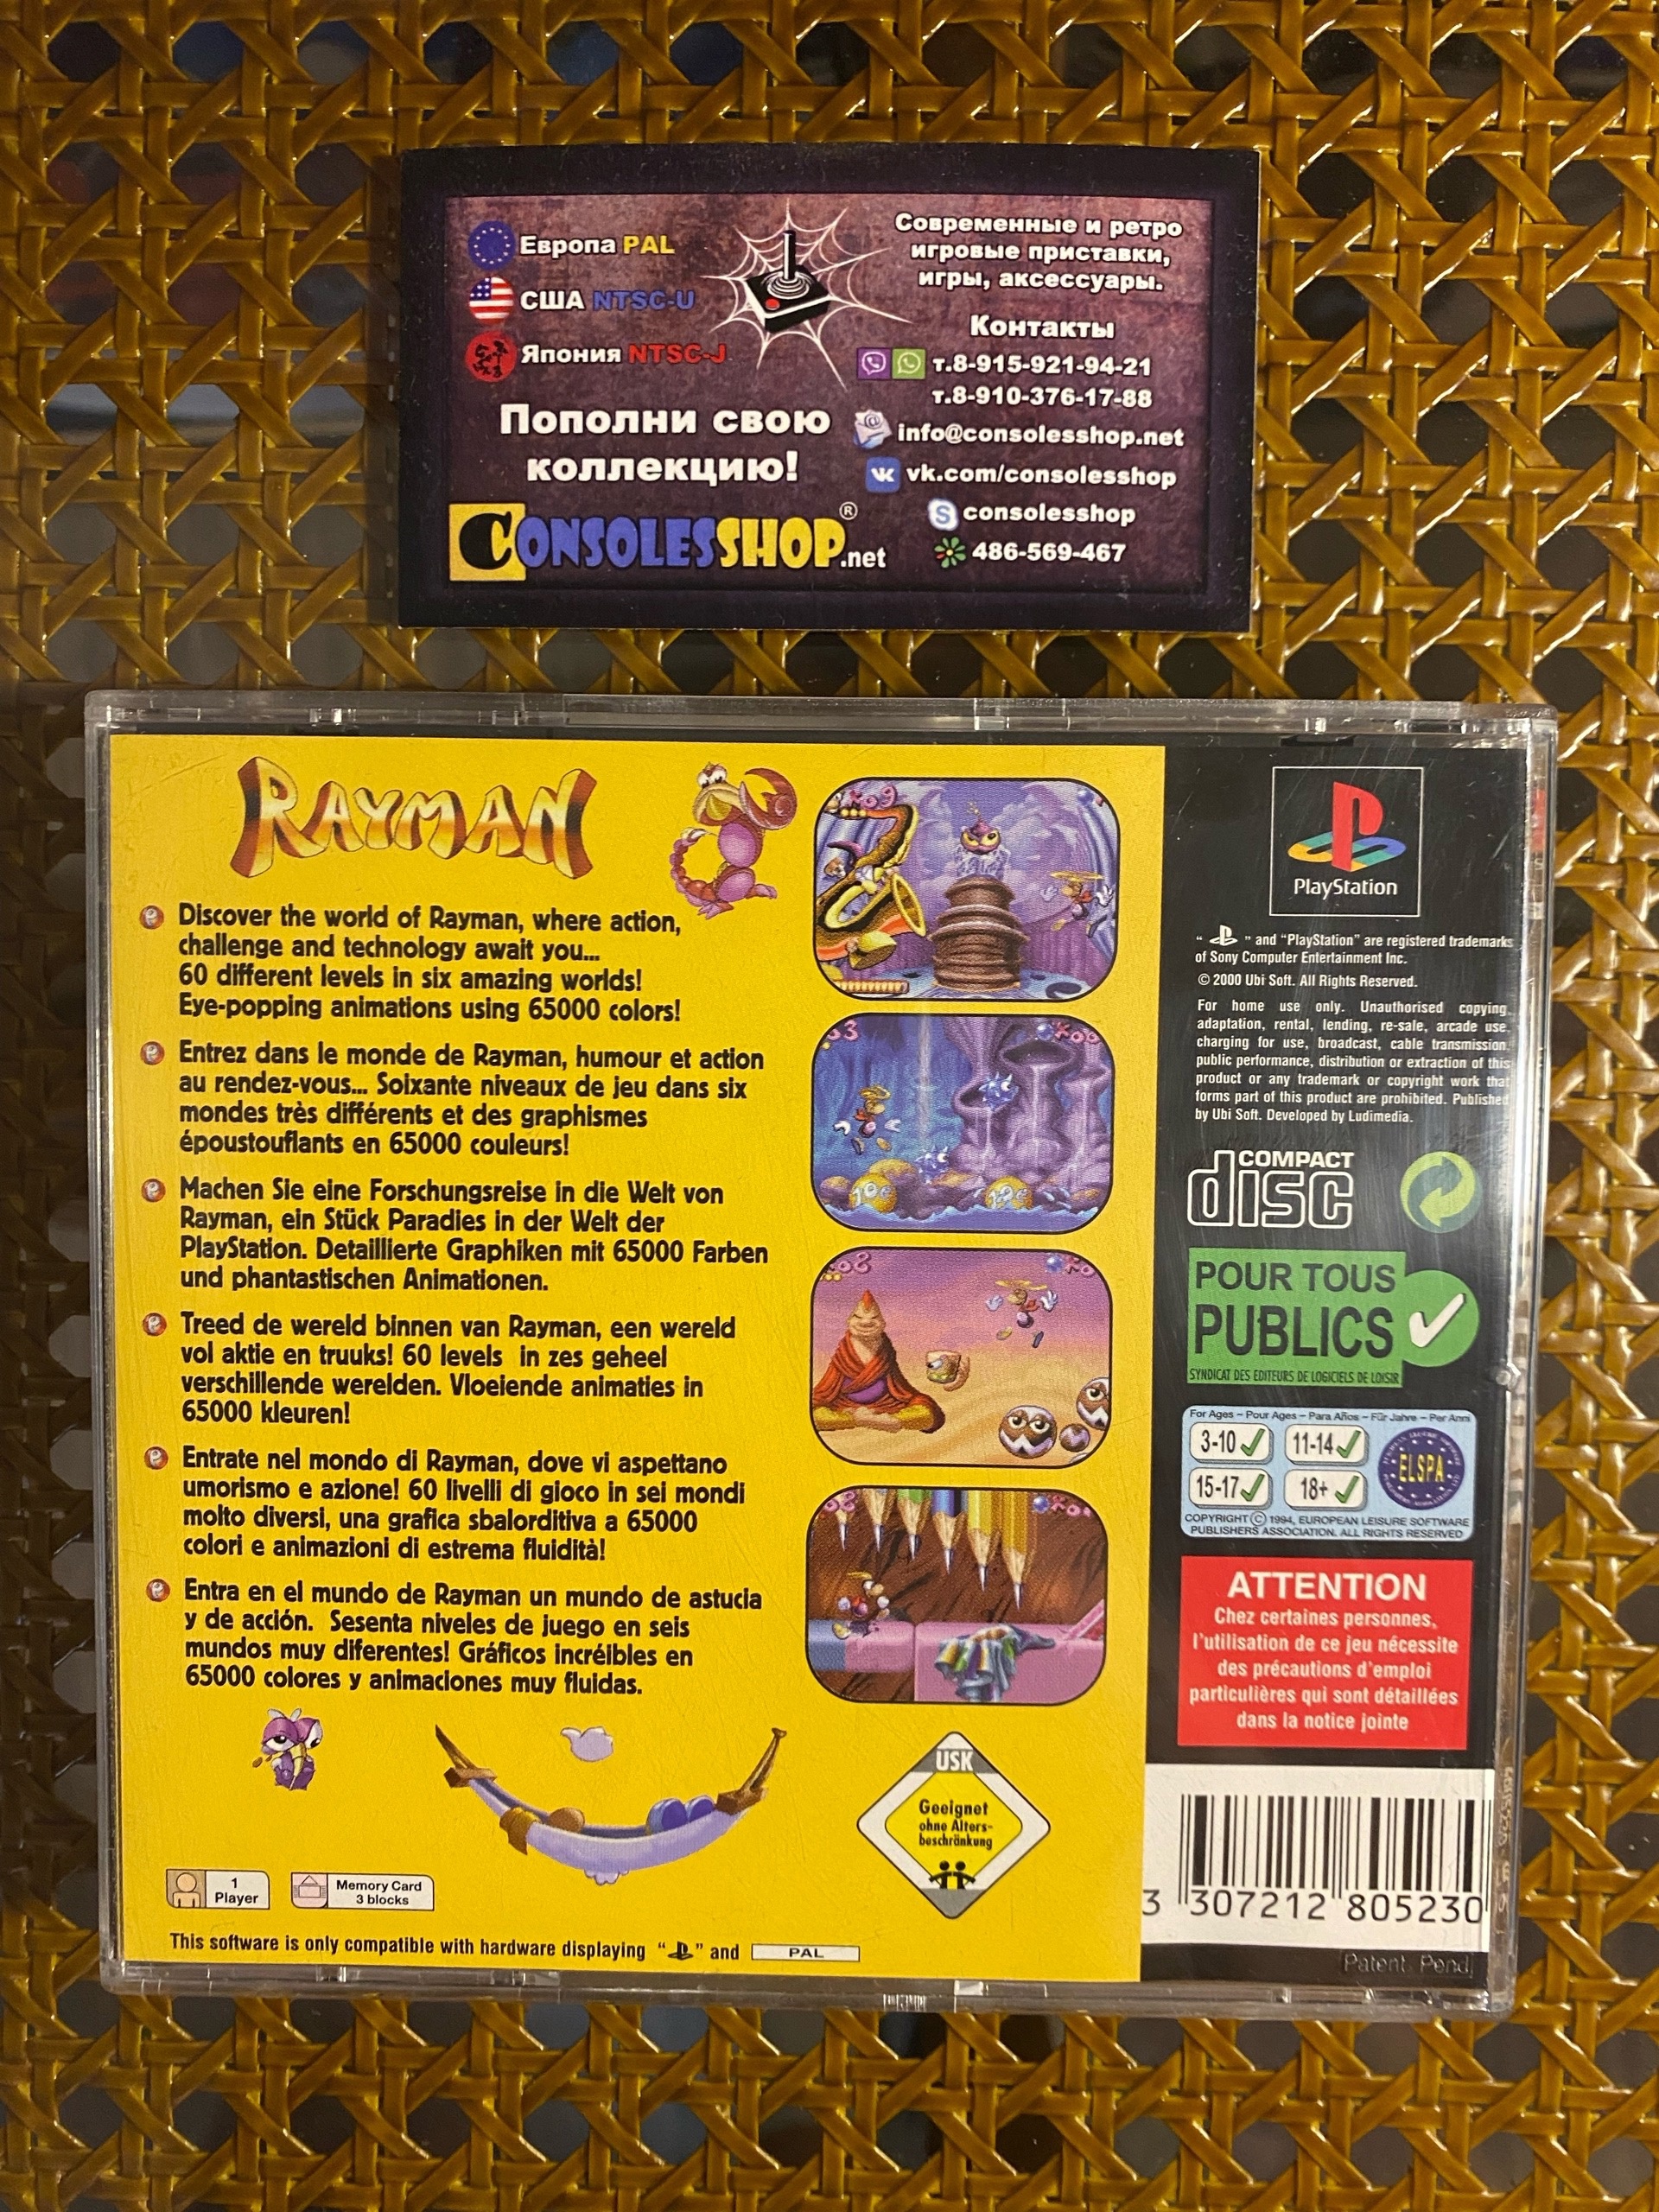 Европа PAL
США NTSC-U
Япония NTSC-J
Пополни свою
коллекцию!
CONSOLESSHOP.net
®
Современные и ретро
игровые приставки,
игры, аксессуары.
Контакты
т.8-915-921-94-21
т.8-910-376-17-88
info@consolesshop.net
vk.com/consolesshop
consolesshop
486-569-467
RAYMAN
Discover the world of Rayman, where action,
challenge and technology await you...
60 different levels in six amazing worlds!
Eye-popping animations using 65000 colors!
Entrez dans le monde de Rayman, humour et action
au rendez-vous... Soixante niveaux de jeu dans six
mondes très différents et des graphismes
époustouflants en 65000 couleurs!
Machen Sie eine Forschungsreise in die Welt von
Rayman, ein Stück Paradies in der Welt der
PlayStation. Detaillierte Graphiken mit 65000 Farben
und phantastischen Animationen.
Treed de wereld binnen van Rayman, een wereld
vol aktie en truuks! 60 levels in zes geheel
verschillende werelden. Vloeiende animaties in
65000 kleuren!
Entrate nel mondo di Rayman, dove vi aspettano
umorismo e azione! 60 livelli di gioco in sei mondi
molto diversi, una grafica sbalorditiva a 65000
colori e animazioni di estrema fluidità!
Entra en el mundo de Rayman un mundo de astucia
y de acción. Sesenta niveles de juego en seis
mundos muy diferentes! Gráficos incréibles en
65000 colores y animaciones muy fluidas.
1
Player
Memory Card
3 blocks
This software is only compatible with hardware displaying " " and PAL
USK
Geeignet
ohne Alters-
beschränkung
PlayStation
" " and "PlayStation" are registered trademarks
of Sony Computer Entertainment Inc.
© 2000 Ubi Soft. All Rights Reserved.
For home use only. Unauthorised copying,
adaptation, rental, lending, re-sale, arcade use,
charging for use, broadcast, cable transmission,
public performance, distribution or extraction of this
product or any trademark or copyright work that
forms part of this product are prohibited. Published
by Ubi Soft. Developed by Ludimedia.
COMPACT
disc
POUR TOUS
PUBLICS
SYNDICAT DES EDITEURS DE LOGICIELS DE LOISIR
For Ages – Pour Ages – Para Años – Für Jahre – Per Anni
3-10 11-14
15-17 18+
ELSPA
COPYRIGHT © 1994, EUROPEAN LEISURE SOFTWARE
PUBLISHERS ASSOCIATION. ALL RIGHTS RESERVED
ATTENTION
Chez certaines personnes,
l'utilisation de ce jeu nécessite
des précautions d'emploi
particulières qui sont détaillées
dans la notice jointe
3 307212 805230
Patent Pend.